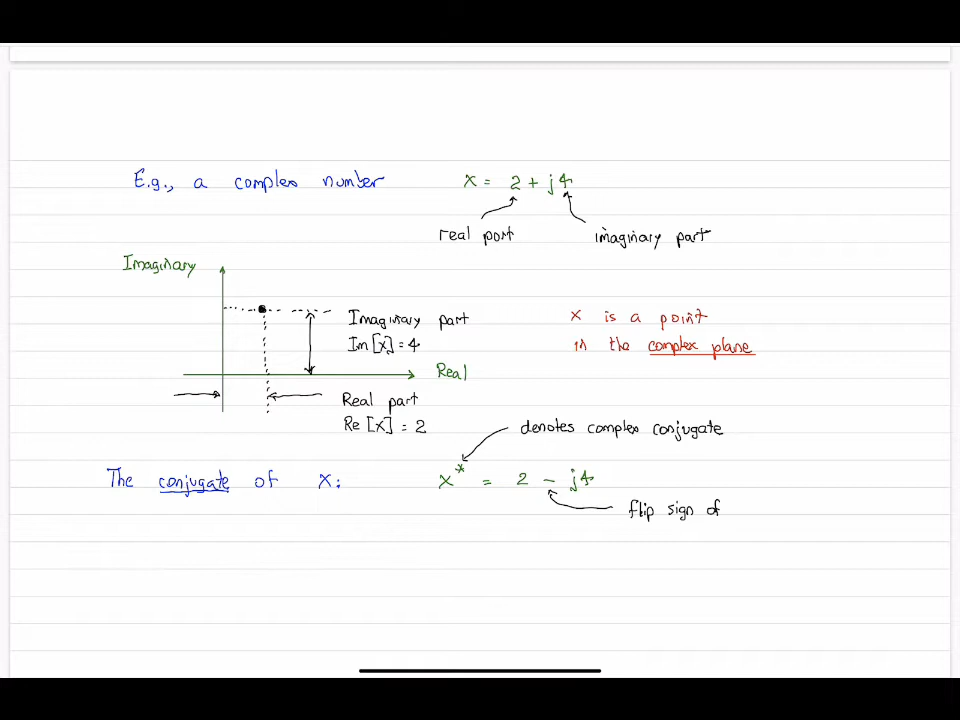 E.g., a complex number x = 2 + j4
real part imaginary part
Imaginary
Imaginary part x is a point
Im[x] = 4 in the complex plane
Real
Real part
Re [x] = 2
denotes complex conjugate
The conjugate of x: x* = 2 - j4
flip sign of